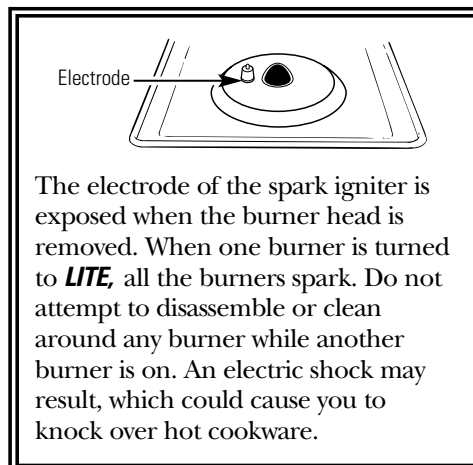 Electrode
The electrode of the spark igniter is
exposed when the burner head is
removed. When one burner is turned
to LITE, all the burners spark. Do not
attempt to disassemble or clean
around any burner while another
burner is on. An electric shock may
result, which could cause you to
knock over hot cookware.